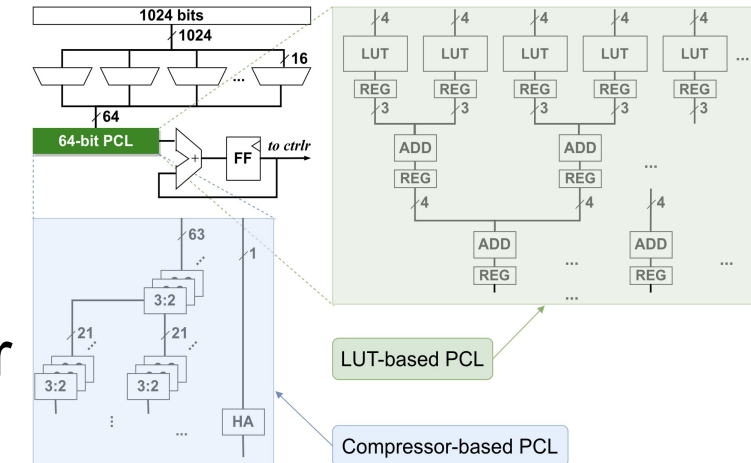 1024 bits
1024
16
...
64
64-bit PCL
+
FF
to ctrlr
4 4 4 4 4
LUT LUT LUT LUT LUT ...
REG REG REG REG REG
3 3 3 3 3
ADD ADD
...
REG REG
4 4 4
ADD ... ADD ...
REG REG
...
63
1
...
3:2
21 21
... ...
3:2 3:2
... ...
HA
r
LUT-based PCL
Compressor-based PCL